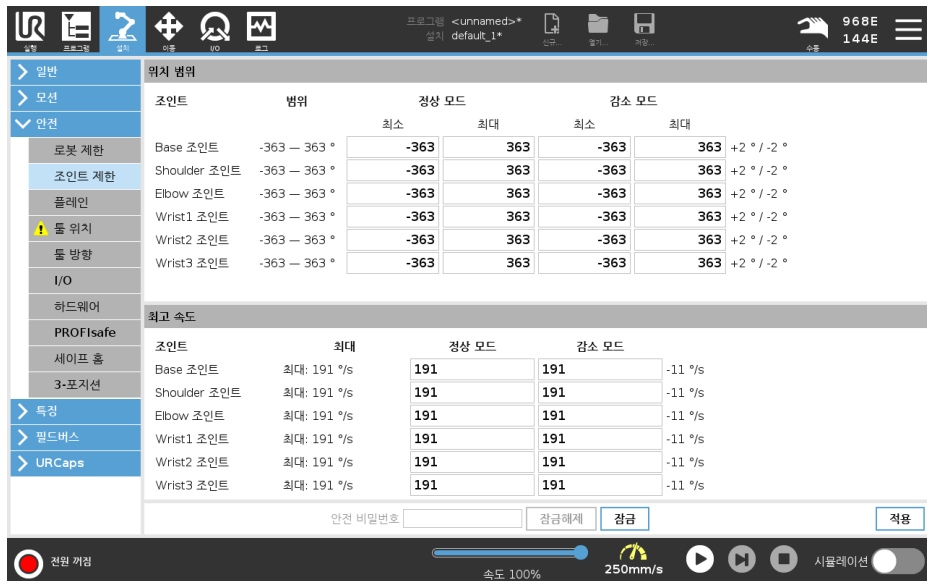 UR
실행 프로그램 설치 이동 I/O 로그
프로그램 <unnamed>*
설치 default_1*
신규... 열기... 저장...
수동
968E
144E
일반
모션
안전
로봇 제한
조인트 제한
플레인
툴 위치
툴 방향
I/O
하드웨어
PROFIsafe
세이프 홈
3-포지션
특징
필드버스
URCaps
위치 범위
조인트 범위 정상 모드 감소 모드
최소 최대 최소 최대
Base 조인트 -363 — 363 ° -363 363 -363 363 +2 ° / -2 °
Shoulder 조인트 -363 — 363 ° -363 363 -363 363 +2 ° / -2 °
Elbow 조인트 -363 — 363 ° -363 363 -363 363 +2 ° / -2 °
Wrist1 조인트 -363 — 363 ° -363 363 -363 363 +2 ° / -2 °
Wrist2 조인트 -363 — 363 ° -363 363 -363 363 +2 ° / -2 °
Wrist3 조인트 -363 — 363 ° -363 363 -363 363 +2 ° / -2 °
최고 속도
조인트 최대 정상 모드 감소 모드
Base 조인트 최대: 191 °/s 191 191 -11 °/s
Shoulder 조인트 최대: 191 °/s 191 191 -11 °/s
Elbow 조인트 최대: 191 °/s 191 191 -11 °/s
Wrist1 조인트 최대: 191 °/s 191 191 -11 °/s
Wrist2 조인트 최대: 191 °/s 191 191 -11 °/s
Wrist3 조인트 최대: 191 °/s 191 191 -11 °/s
안전 비밀번호 잠금해제 잠금 적용
전원 꺼짐
속도 100%
250mm/s
시뮬레이션